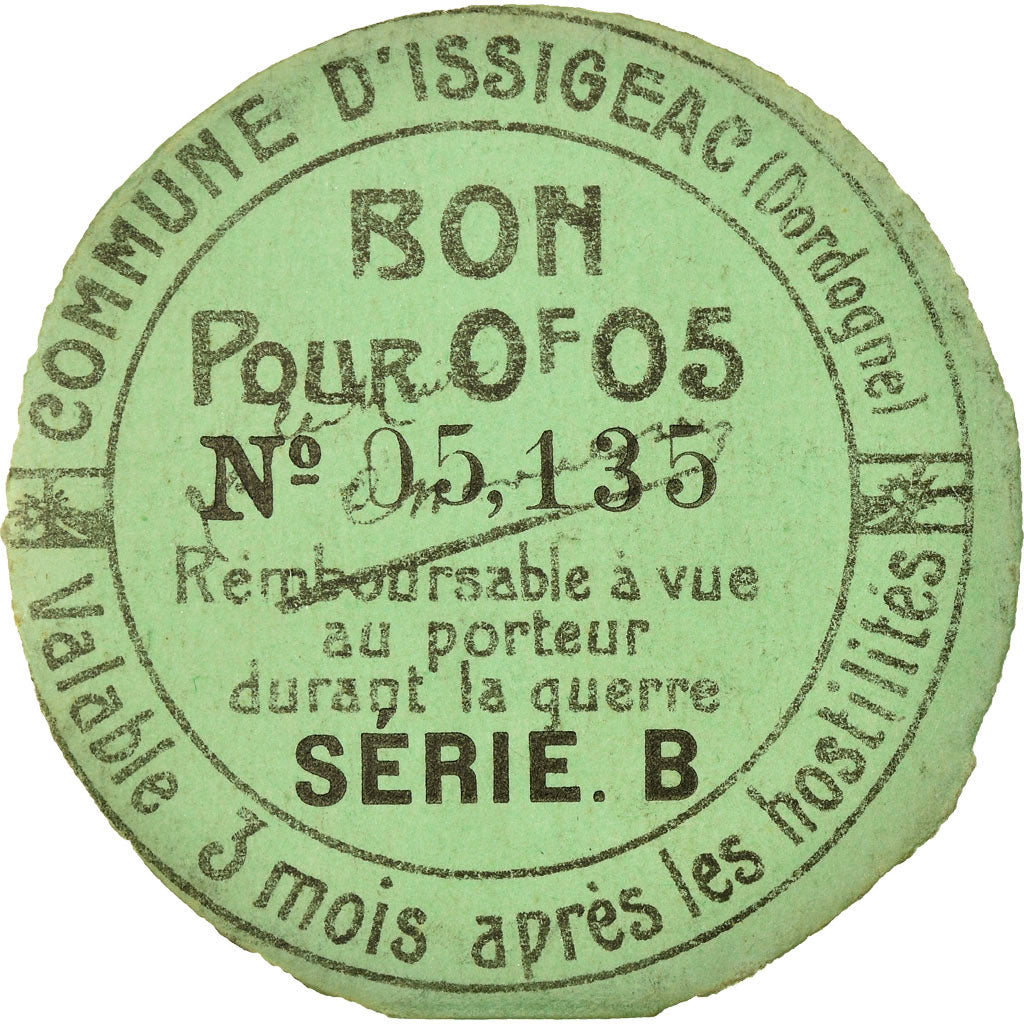 COMMUNE D'ISSIGEAC (Dordogne)
BON
POUR 0F05
No 05,135
Remboursable à vue
au porteur
durant la guerre
SÉRIE. B
Valable 3 mois après les hostilités